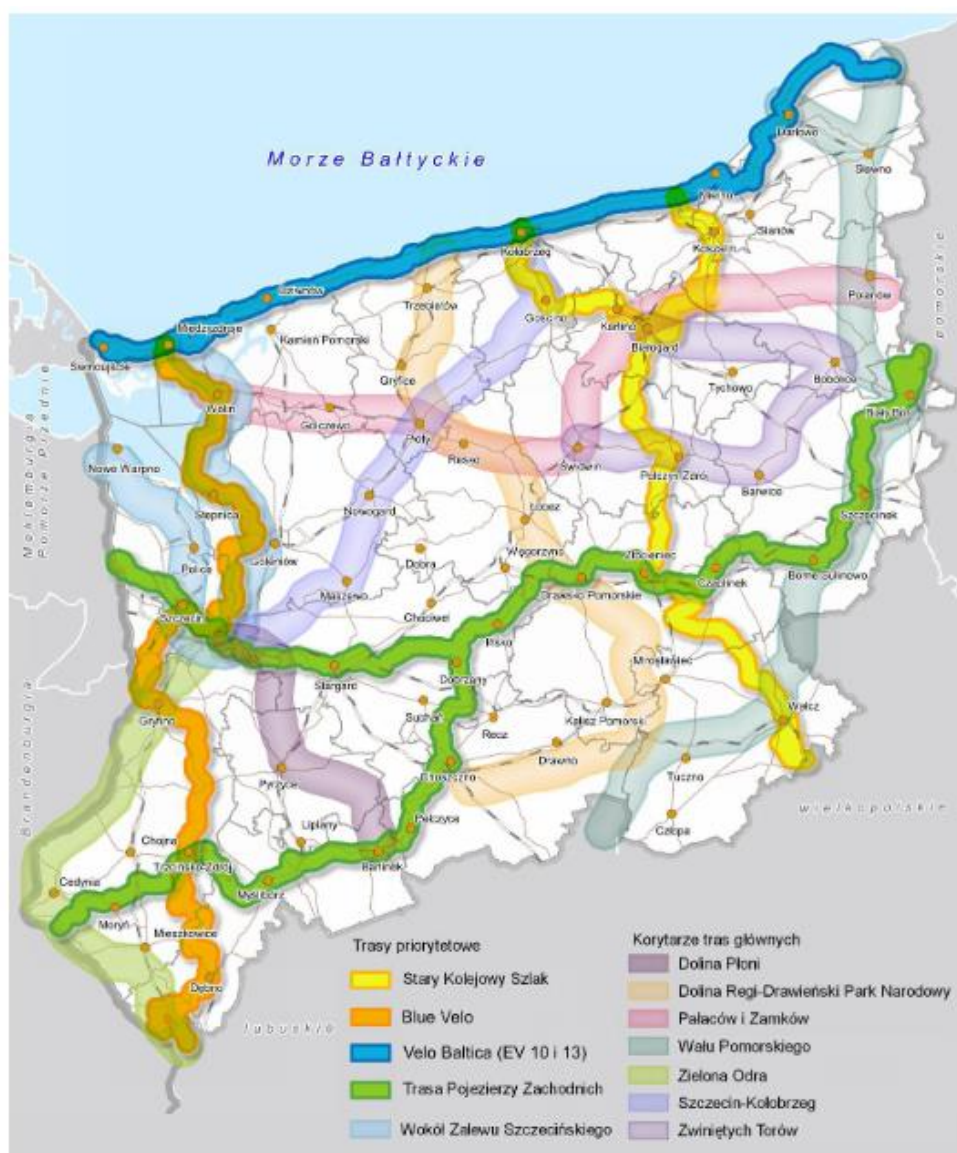 Morze Bałtyckie
Darłowo
Sławno
Mielno
Sianów
Koszalin
Kołobrzeg
pomorskie
Dziwnów
Trzebiatów
Gościno
Karlino
Polanów
Międzyzdroje
Świnoujście
Kamień Pomorski
Białogard
Gryfice
Tychowo
Bobolice
Wolin
Golczewo
Biały Bór
Płoty
Resko
Świdwin
Połczyn Zdrój
Barwice
Nowe Warpno
Meklemburgia
Pomorze Przednie
Stepnica
Nowogard
Łobez
Szczecinek
Police
Goleniów
Dobra
Węgorzyno
Złocieniec
Maszewo
Drawsko Pomorskie
Czaplinek
Borne Sulinowo
Szczecin
Chociwel
Ińsko
Stargard
Dobrzany
Mirosławiec
Brandenburgia
Gryfino
Suchań
Recz
Kalisz Pomorski
Wałcz
Drawno
Choszczno
Tuczno
Pyrzyce
wielkopolskie
Człopa
Pełczyce
Lipiany
Chojna
Trzcińsko-Zdrój
Barlinek
Cedynia
Myślibórz
Moryń
Mieszkowice
Dębno
lubuskie
Trasy priorytetowe
Stary Kolejowy Szlak
Blue Velo
Velo Baltica (EV 10 i 13)
Trasa Pojezierzy Zachodnich
Wokół Zalewu Szczecińskiego
Korytarze tras głównych
Dolina Płoni
Dolina Regi-Drawieński Park Narodowy
Pałaców i Zamków
Wału Pomorskiego
Zielona Odra
Szczecin-Kołobrzeg
Zwiniętych Torów